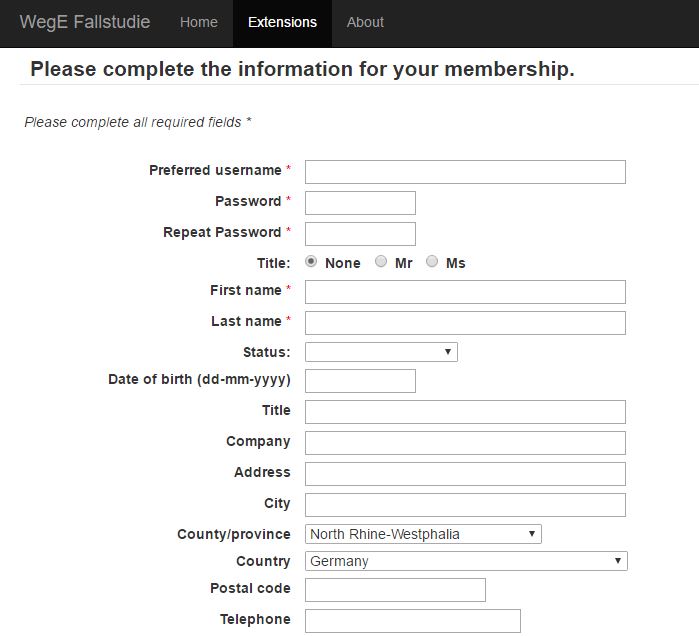 WegE Fallstudie Home Extensions About
Please complete the information for your membership.
Please complete all required fields *
Preferred username *
Password *
Repeat Password *
Title: None Mr Ms
First name *
Last name *
Status:
Date of birth (dd-mm-yyyy)
Title
Company
Address
City
County/province North Rhine-Westphalia
Country Germany
Postal code
Telephone